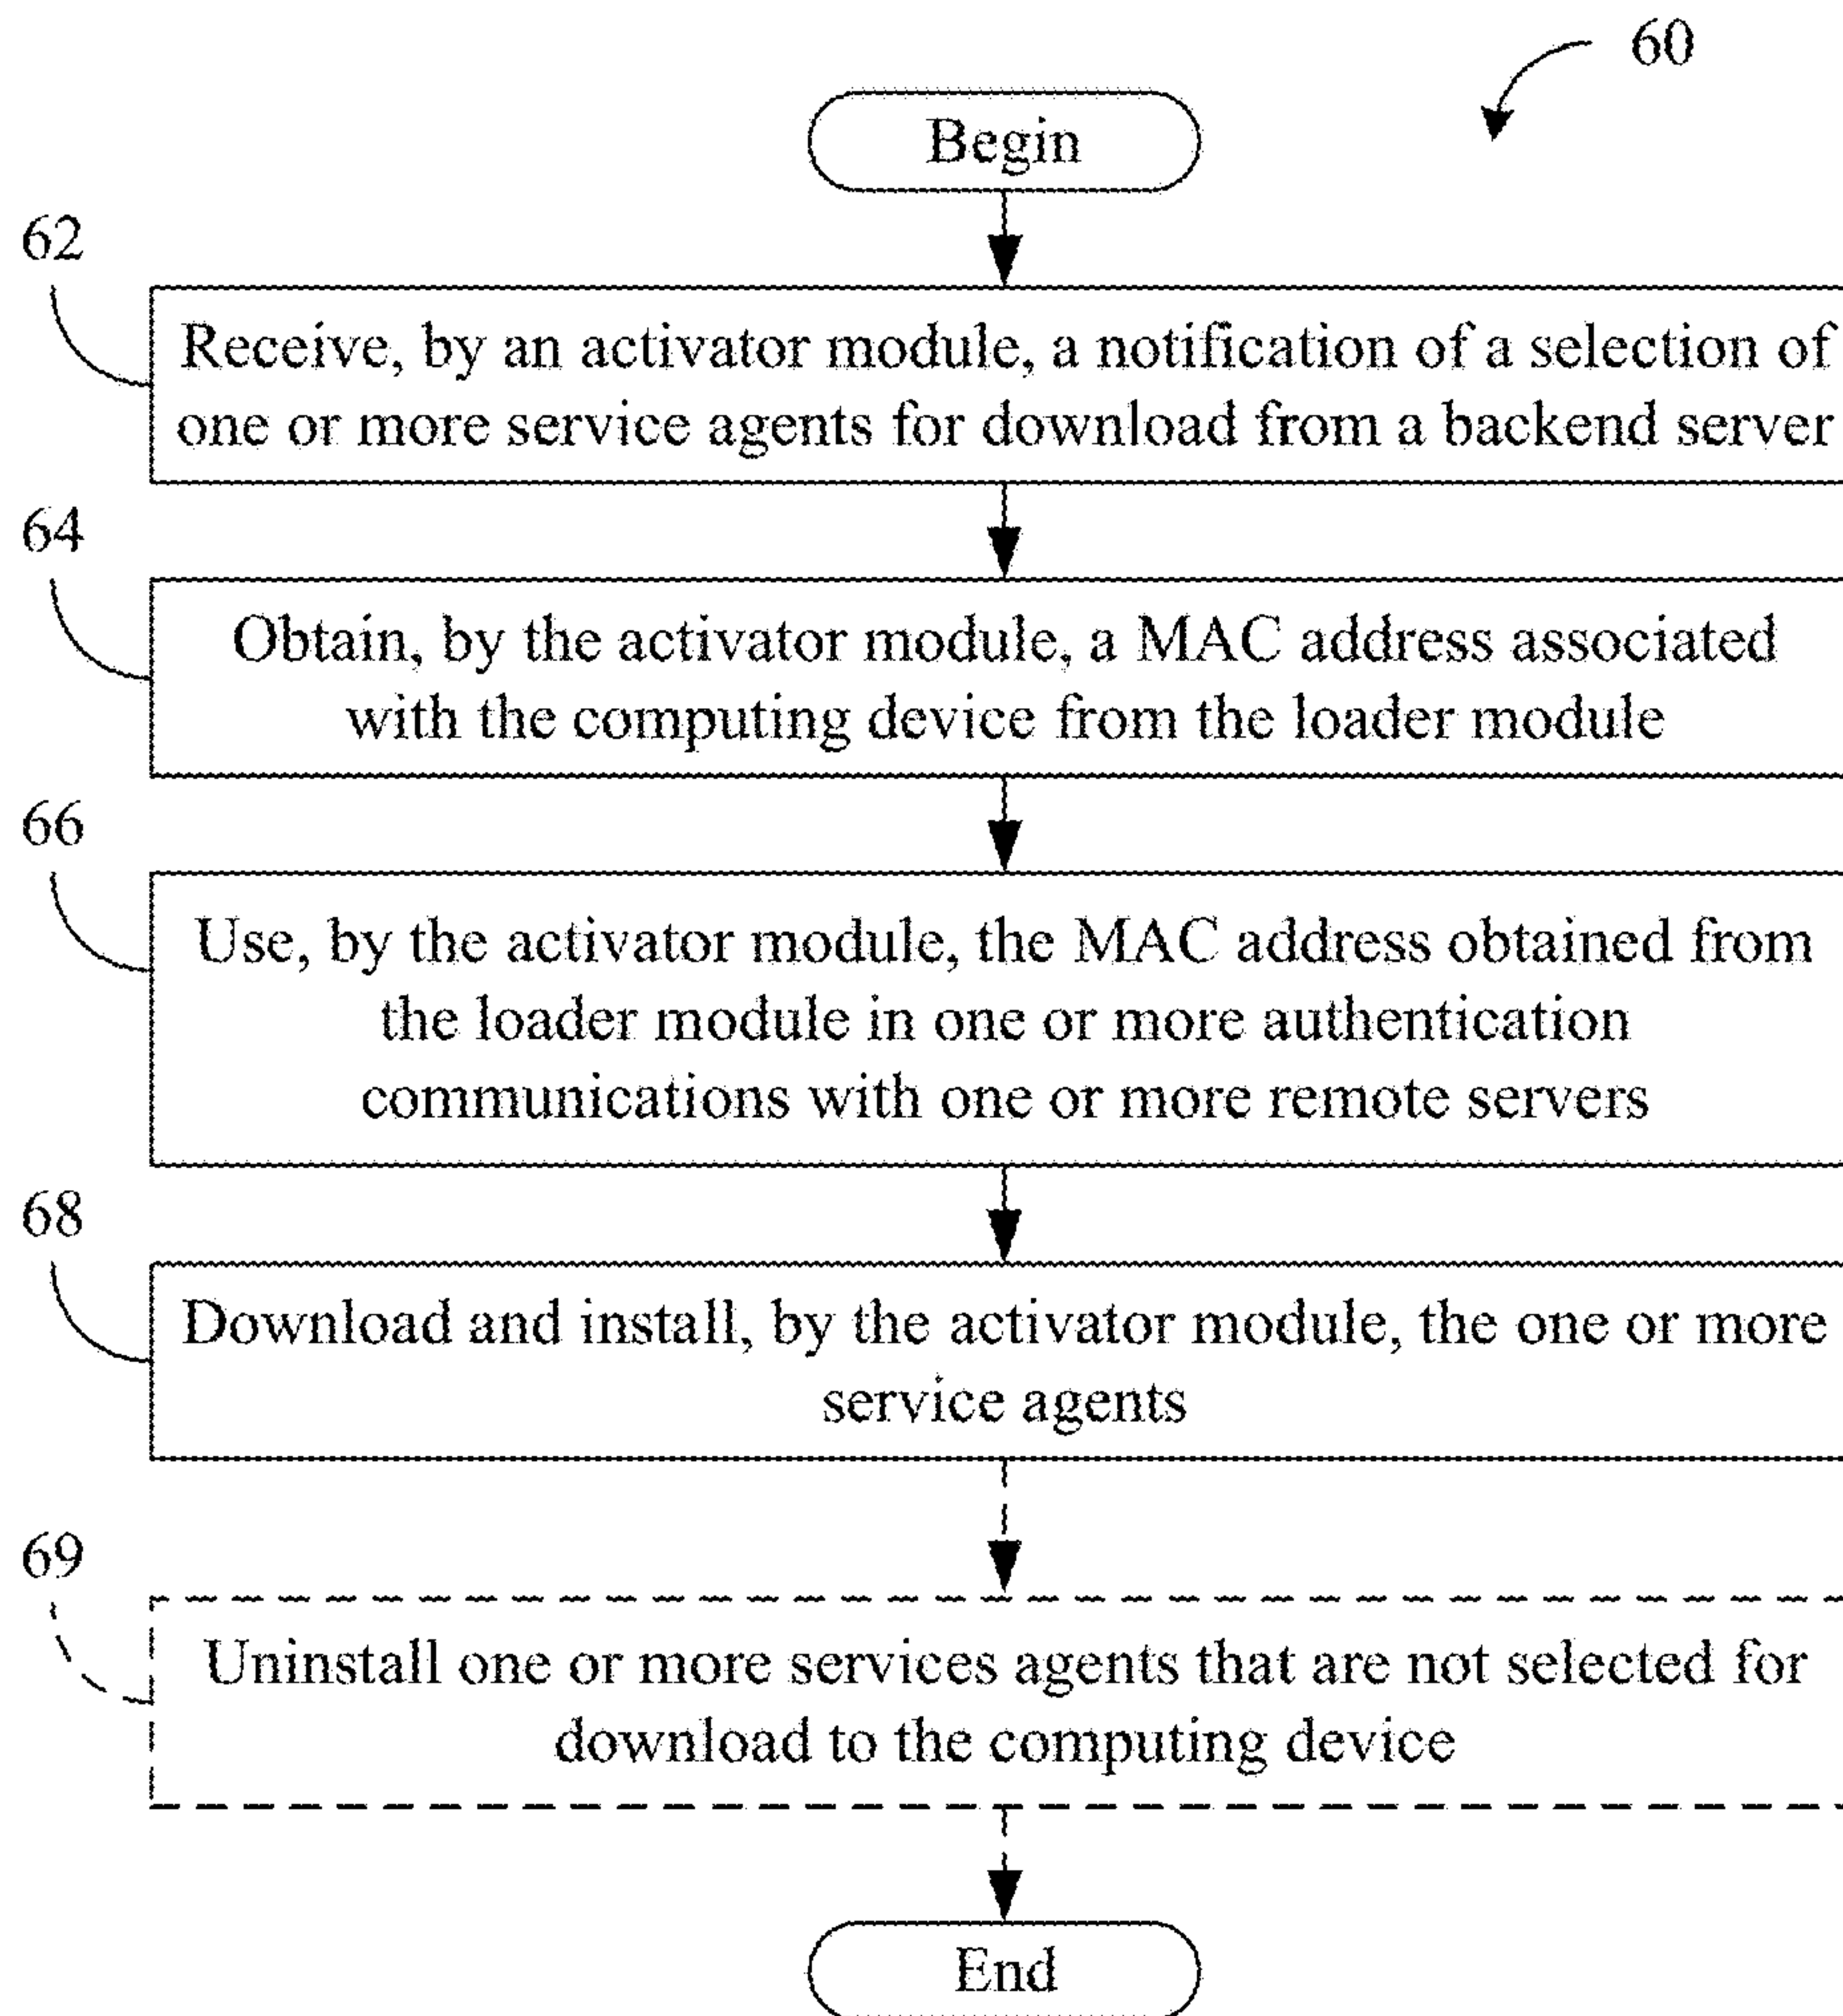 60
Begin
62
Receive, by an activator module, a notification of a selection of
one or more service agents for download from a backend server
64
Obtain, by the activator module, a MAC address associated
with the computing device from the loader module
66
Use, by the activator module, the MAC address obtained from
the loader module in one or more authentication
communications with one or more remote servers
68
Download and install, by the activator module, the one or more
service agents
69
Uninstall one or more services agents that are not selected for
download to the computing device
End